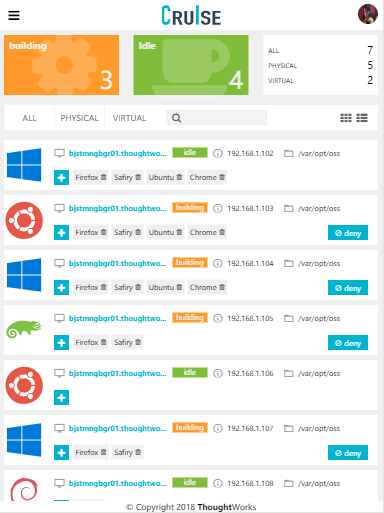 CRUISE
building
3
Idle
4
ALL 7
PHYSICAL 5
VIRTUAL 2
ALL PHYSICAL VIRTUAL
bjstmngbgr01.thoughtwo... idle 192.168.1.102 /var/opt/oss
Firefox Safiry Ubuntu Chrome
bjstmngbgr01.thoughtwo... building 192.168.1.103 /var/opt/oss
Firefox Safiry Ubuntu Chrome deny
bjstmngbgr01.thoughtwo... building 192.168.1.104 /var/opt/oss
Firefox Safiry Ubuntu Chrome deny
bjstmngbgr01.thoughtwo... building 192.168.1.105 /var/opt/oss
Firefox Safiry deny
bjstmngbgr01.thoughtwo... idle 192.168.1.106 /var/opt/oss
bjstmngbgr01.thoughtwo... building 192.168.1.107 /var/opt/oss
Firefox Safiry deny
bjstmngbgr01.thoughtwo... idle 192.168.1.108 /var/opt/oss
© Copyright 2018 ThoughtWorks